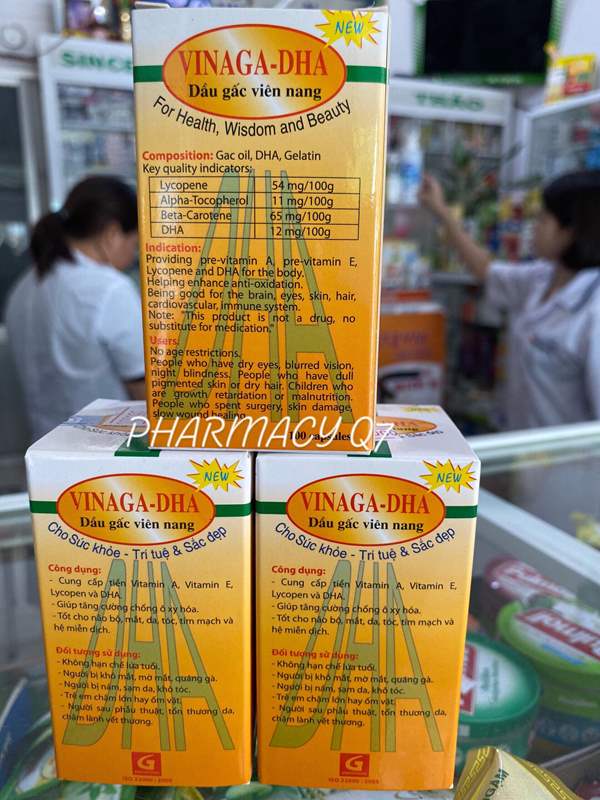 NEW
VINAGA-DHA
Dầu gấc viên nang
For Health, Wisdom and Beauty
Composition: Gac oil, DHA, Gelatin
Key quality indicators:
Lycopene 54 mg/100g
Alpha-Tocopherol 11 mg/100g
Beta-Carotene 65 mg/100g
DHA 12 mg/100g
Indication:
Providing pre-vitamin A, pre-vitamin E,
Lycopene and DHA for the body.
Helping enhance anti-oxidation.
Being good for the brain, eyes, skin, hair,
cardiovascular, immune system.
Note: "This product is not a drug, no
substitute for medication,"
Users:
No age restrictions.
People who have dry eyes, blurred vision,
night blindness. People who have dull
pigmented skin or dry hair. Children who
are growth retardation or malnutrition.
People who spent surgery, skin damage,
slow wound healing.
100 capsules
PHARMACY Q7
DHA
NEW
VINAGA-DHA
Dầu gấc viên nang
Cho Sức khỏe - Trí tuệ & Sắc đẹp
Công dụng:
- Cung cấp tiền Vitamin A, Vitamin E,
Lycopen và DHA.
- Giúp tăng cường chống ô xy hóa.
- Tốt cho não bộ, mắt, da, tóc, tim mạch và
hệ miễn dịch.
Đối tượng sử dụng:
- Không hạn chế lứa tuổi.
- Người bị khô mắt, mờ mắt, quáng gà.
- Người bị nám, sạm da, khô tóc.
- Trẻ em chậm lớn hay ốm vặt.
- Người sau phẫu thuật, tổn thương da,
chậm lành vết thương.
DHA
G
ISO 22000 : 2005
NEW
VINAGA-DHA
Dầu gấc viên nang
Cho Sức khỏe - Trí tuệ & Sắc đẹp
Công dụng:
- Cung cấp tiền Vitamin A, Vitamin E,
Lycopen và DHA.
- Giúp tăng cường chống ô xy hóa.
- Tốt cho não bộ, mắt, da, tóc, tim mạch và
hệ miễn dịch.
Đối tượng sử dụng:
- Không hạn chế lứa tuổi.
- Người bị khô mắt, mờ mắt, quáng gà.
- Người bị nám, sạm da, khô tóc.
- Trẻ em chậm lớn hay ốm vặt.
- Người sau phẫu thuật, tổn thương da,
chậm lành vết thương.
DHA
G
ISO 22000 : 2005
THẢO